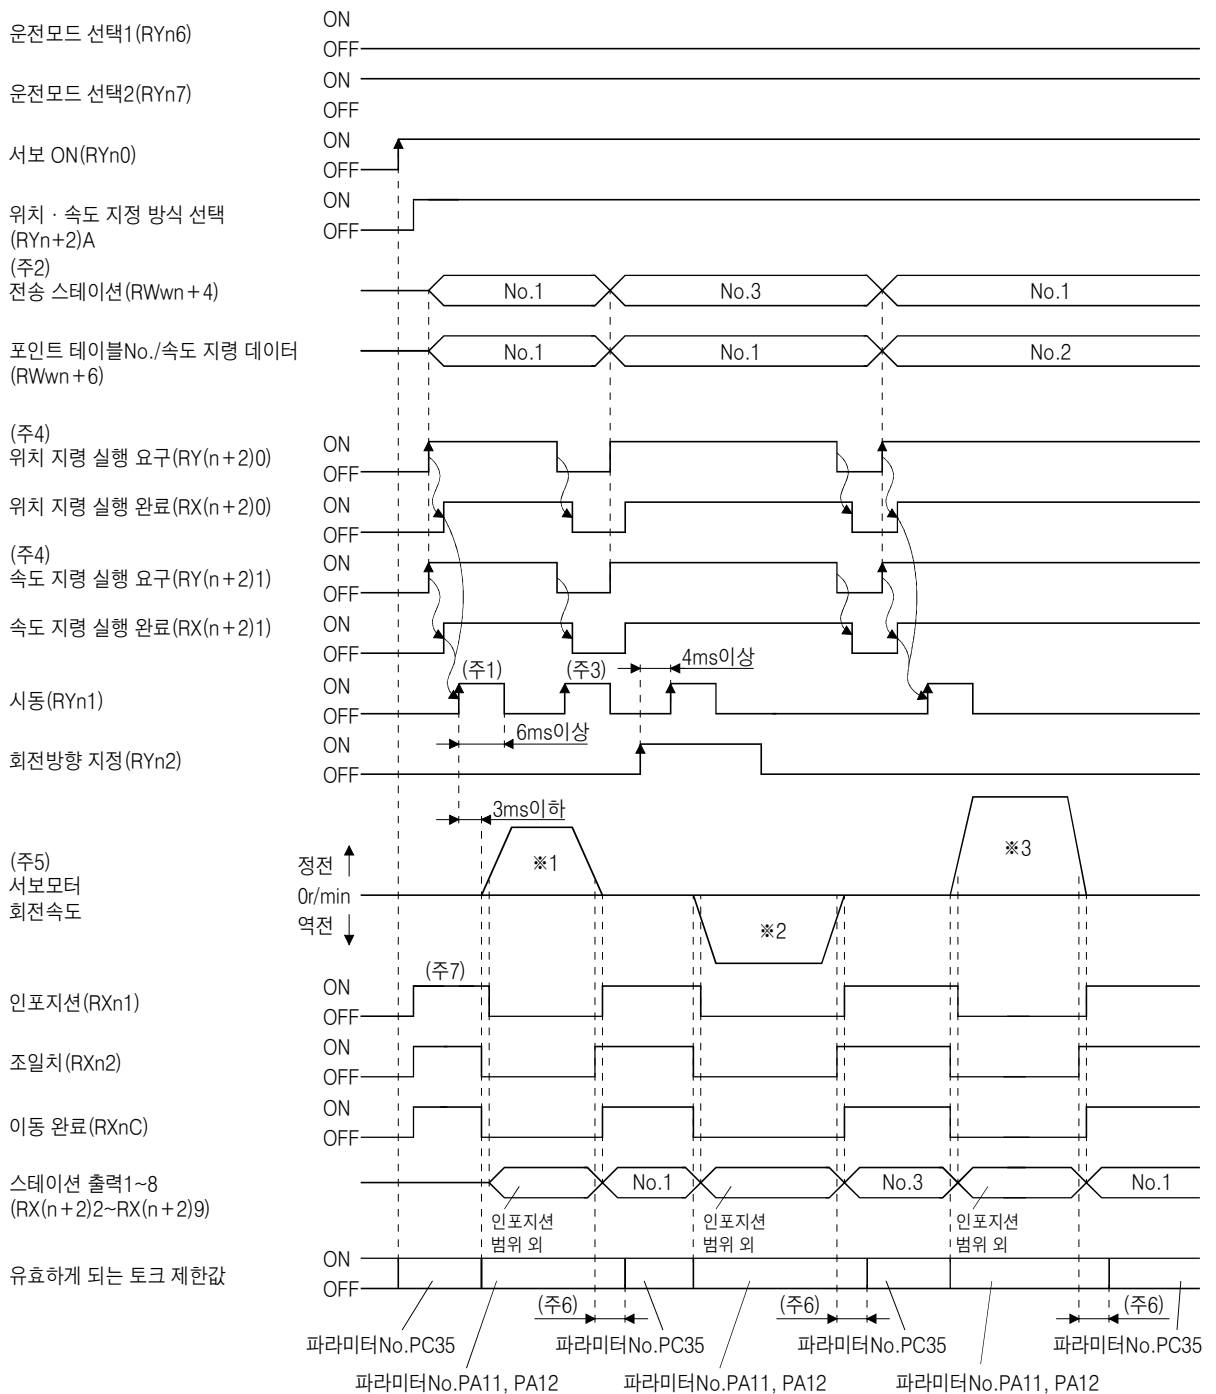 운전모드 선택1(RYn6)
ON
OFF
운전모드 선택2(RYn7)
ON
OFF
서보 ON(RYn0)
ON
OFF
위치 · 속도 지정 방식 선택
(RYn+2)A
ON
OFF
(주2)
전송 스테이션(RWwn+4)
No.1
No.3
No.1
포인트 테이블No./속도 지령 데이터
(RWwn+6)
No.1
No.1
No.2
(주4)
위치 지령 실행 요구(RY(n+2)0)
ON
OFF
위치 지령 실행 완료(RX(n+2)0)
ON
OFF
(주4)
속도 지령 실행 요구(RY(n+2)1)
ON
OFF
속도 지령 실행 완료(RX(n+2)1)
ON
OFF
(주1)
(주3)
4ms이상
시동(RYn1)
ON
OFF
6ms이상
회전방향 지정(RYn2)
ON
OFF
3ms이하
(주5)
서보모터
회전속도
정전
0r/min
역전
※1
※2
※3
(주7)
인포지션(RXn1)
ON
OFF
조일치(RXn2)
ON
OFF
이동 완료(RXnC)
ON
OFF
스테이션 출력1~8
(RX(n+2)2~RX(n+2)9)
No.1
No.3
No.1
인포지션
범위 외
인포지션
범위 외
인포지션
범위 외
유효하게 되는 토크 제한값
ON
OFF
(주6)
(주6)
(주6)
파라미터No.PC35
파라미터No.PC35
파라미터No.PC35
파라미터No.PC35
파라미터No.PA11, PA12
파라미터No.PA11, PA12
파라미터No.PA11, PA12